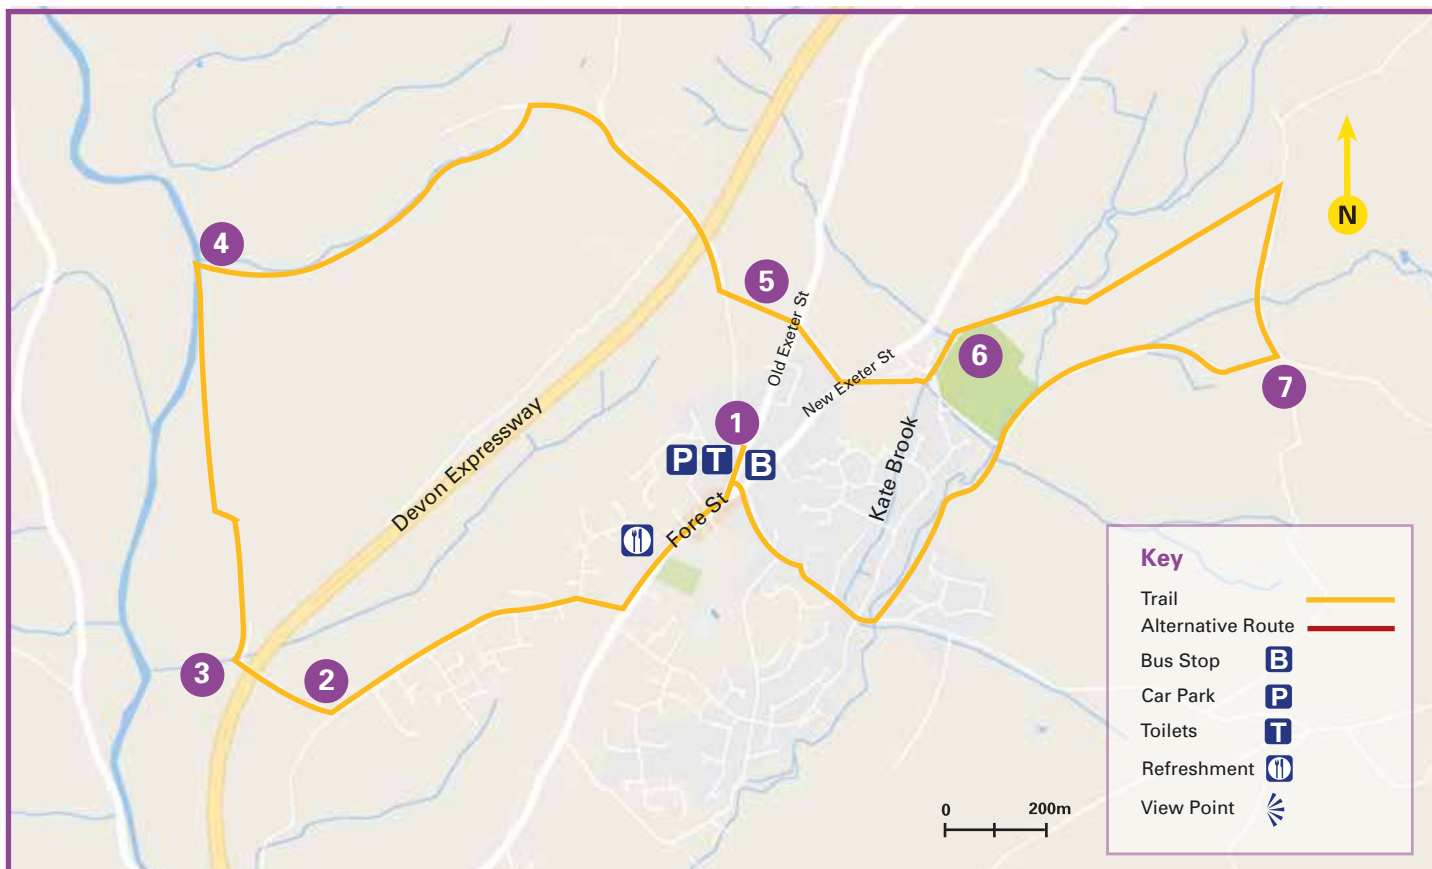 N
4
5
Old Exeter St
New Exeter St
6
7
1
P
T
B
Devon Expressway
Fore St
Kate Brook
3
2
0 200m
Key
Trail
Alternative Route
Bus Stop B
Car Park P
Toilets T
Refreshment
View Point